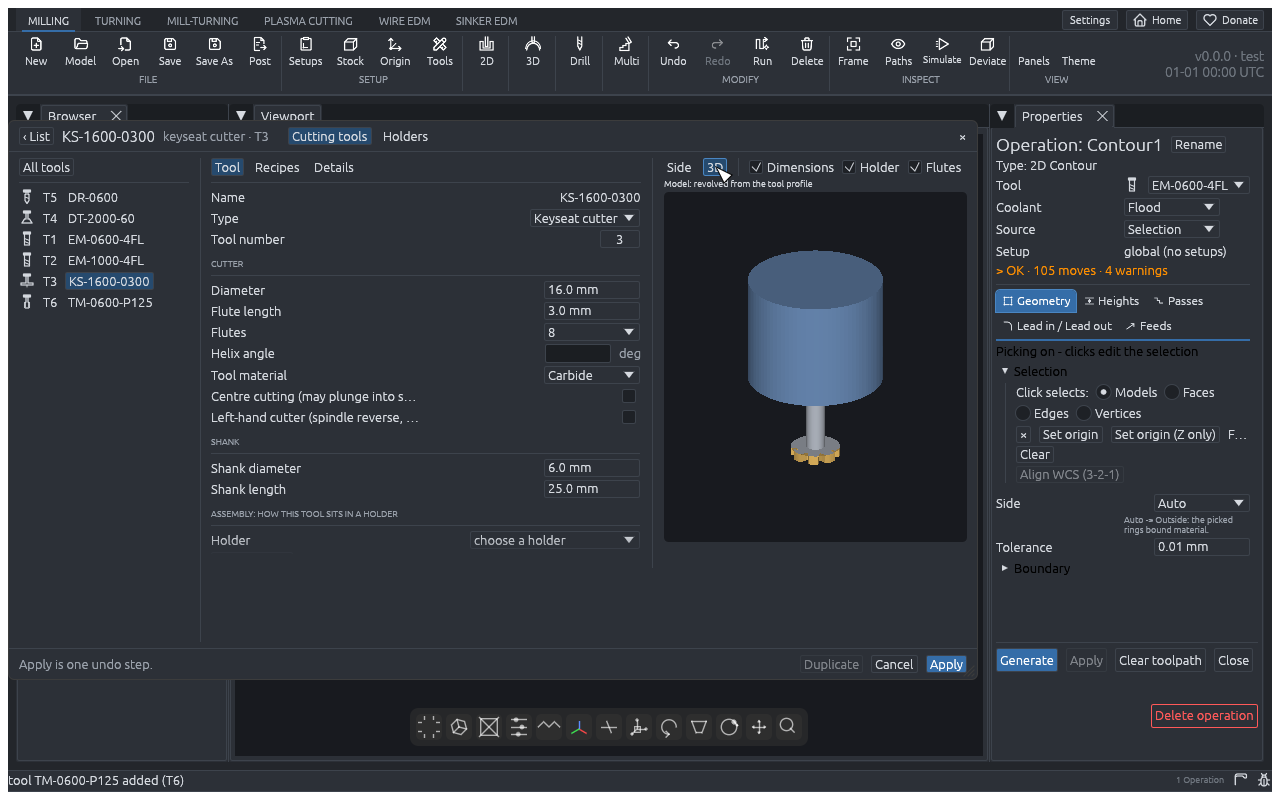 MILLING TURNING MILL-TURNING PLASMA CUTTING WIRE EDM SINKER EDM Settings Home Donate
New Model Open Save Save As Post Setups Stock Origin Tools 2D 3D Drill Multi Undo Redo Run Delete Frame Paths Simulate Deviate Panels Theme
FILE SETUP MODIFY INSPECT VIEW
v0.0.0 · test
01-01 00:00 UTC
Browser Viewport Properties
‹ List KS-1600-0300 keyseat cutter · T3 Cutting tools Holders ×
All tools
T5 DR-0600
T4 DT-2000-60
T1 EM-0600-4FL
T2 EM-1000-4FL
T3 KS-1600-0300
T6 TM-0600-P125
Tool Recipes Details
Name KS-1600-0300
Type Keyseat cutter
Tool number 3
CUTTER
Diameter 16.0 mm
Flute length 3.0 mm
Flutes 8
Helix angle deg
Tool material Carbide
Centre cutting (may plunge into s…
Left-hand cutter (spindle reverse, …
SHANK
Shank diameter 6.0 mm
Shank length 25.0 mm
ASSEMBLY: HOW THIS TOOL SITS IN A HOLDER
Holder choose a holder
Side 3D Dimensions Holder Flutes
Model: revolved from the tool profile
Apply is one undo step. Duplicate Cancel Apply
Operation: Contour1 Rename
Type: 2D Contour
Tool EM-0600-4FL
Coolant Flood
Source Selection
Setup global (no setups)
> OK · 105 moves · 4 warnings
Geometry Heights Passes
Lead in / Lead out Feeds
Picking on - clicks edit the selection
Selection
Click selects: Models Faces
Edges Vertices
× Set origin Set origin (Z only) F…
Clear
Align WCS (3-2-1)
Side Auto
Auto -> Outside: the picked
rings bound material.
Tolerance 0.01 mm
Boundary
Generate Apply Clear toolpath Close
Delete operation
tool TM-0600-P125 added (T6) 1 Operation